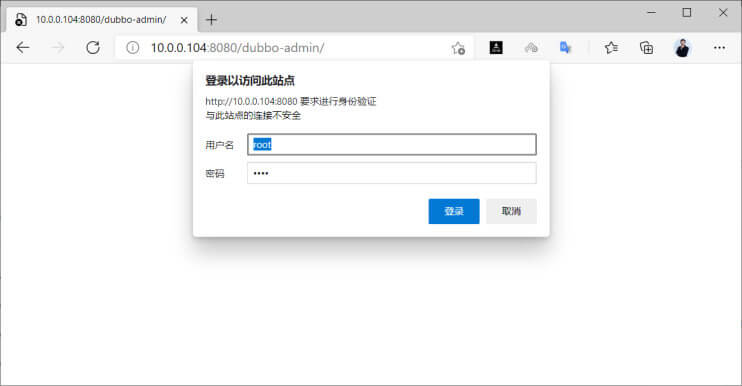 10.0.0.104:8080/dubbo-admin/
10.0.0.104:8080/dubbo-admin/
登录以访问此站点
http://10.0.0.104:8080 要求进行身份验证
与此站点的连接不安全
用户名 root
密码 ••••
登录 取消